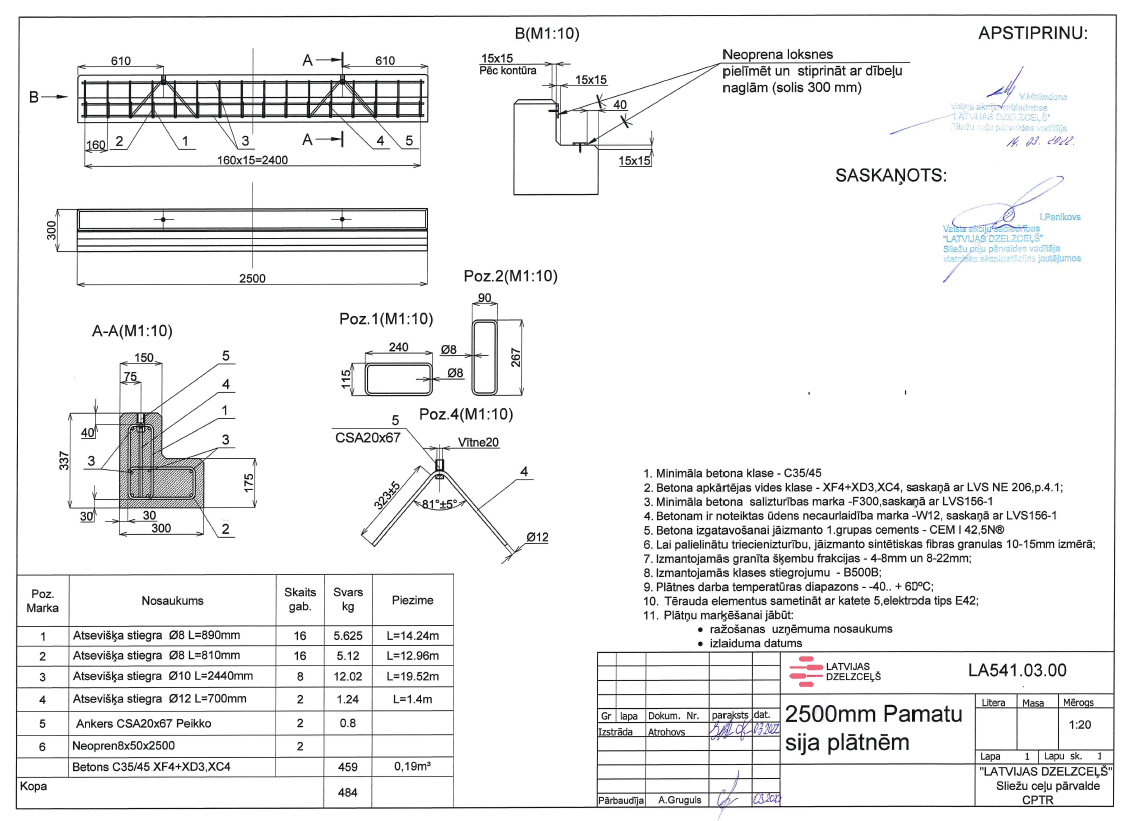 B(M1:10)
APSTIPRINU:
610
A
610
15x15
Pēc kontūra
Neoprena loksnes
pielīmēt un stiprināt ar dībeļu
naglām (solis 300 mm)
15x15
B
40
V.Maikedona
Valsts akciju sabiedrības
"LATVIJAS DZELZCEĻŠ"
Sliežu ceļu pārvaldes vadītājs
14. 03. 2022.
160
2
1
3
A
4
5
160x15=2400
15x15
SASKAŅOTS:
I.Panikovs
Valsts akciju sabiedrības
"LATVIJAS DZELZCEĻŠ"
Sliežu ceļu pārvaldes vadītāja
vietnieks ekspluatācijas jautājumos
300
2500
Poz.2(M1:10)
90
Poz.1(M1:10)
240
Ø8
267
115
Ø8
A-A(M1:10)
150
5
75
4
1
40
3
337
3
175
30
30
2
300
Poz.4(M1:10)
5
CSA20x67
Vītne20
4
323±5
81°±5°
Ø12
1. Minimāla betona klase - C35/45
2. Betona apkārtējas vides klase - XF4+XD3,XC4, saskaņā ar LVS NE 206,p.4.1;
3. Minimāla betona salizturības marka -F300,saskaņā ar LVS156-1
4. Betonam ir noteiktas ūdens necaurlaidība marka -W12, saskaņā ar LVS156-1
5. Betona izgatavošanai jāizmanto 1.grupas cements - CEM I 42,5N®
6. Lai palielinātu triecienizturību, jāizmanto sintētiskas fibras granulas 10-15mm izmērā;
7. Izmantojamās granīta šķembu frakcijas - 4-8mm un 8-22mm;
8. Izmantojamās klases stiegrojumu - B500B;
9. Plātnes darba temperatūras diapazons - -40.. + 60ºC;
10. Tērauda elementus sametināt ar katete 5,elektroda tips E42;
11. Plātņu marķēšanai jābūt:
• ražošanas uzņēmuma nosaukums
• izlaiduma datums
Poz. Marka Nosaukums Skaits gab. Svars kg Piezime
1 Atsevišķa stiegra Ø8 L=890mm 16 5.625 L=14.24m
2 Atsevišķa stiegra Ø8 L=810mm 16 5.12 L=12.96m
3 Atsevišķa stiegra Ø10 L=2440mm 8 12.02 L=19.52m
4 Atsevišķa stiegra Ø12 L=700mm 2 1.24 L=1.4m
5 Ankers CSA20x67 Peikko 2 0.8
6 Neopren8x50x2500 2
Betons C35/45 XF4+XD3,XC4 459 0,19m³
Kopa 484
LATVIJAS
DZELZCEĻŠ
LA541.03.00
Gr lapa Dokum. Nr. paraksts dat.
Izstrāda Atrohovs
Pārbaudīja A.Gruguls
2500mm Pamatu
sija plātnēm
Litera Masa Mērogs
1:20
Lapa 1 Lapu sk. 1
"LATVIJAS DZELZCEĻŠ"
Sliežu ceļu pārvalde
CPTR